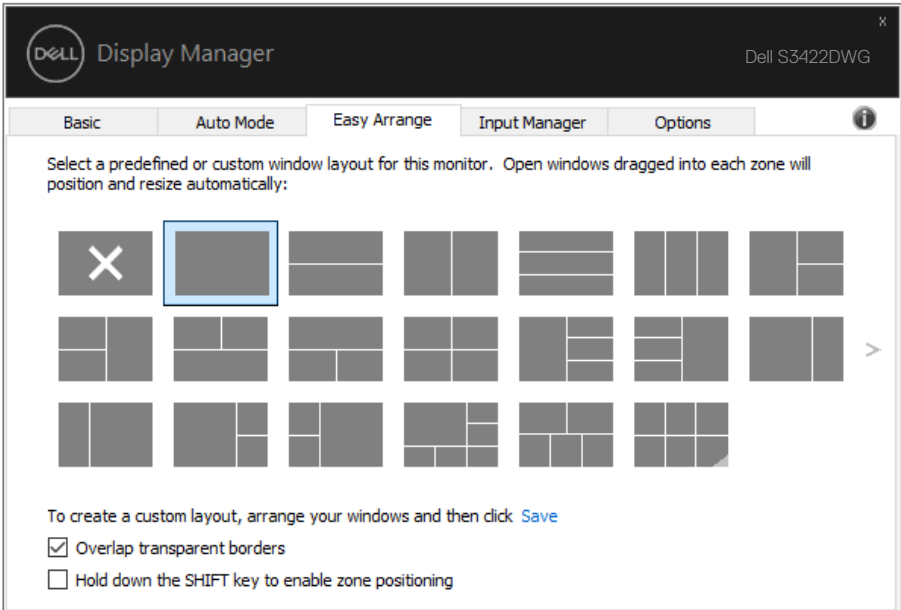 x
DELL Display Manager
Dell S3422DWG
Basic Auto Mode Easy Arrange Input Manager Options i
Select a predefined or custom window layout for this monitor. Open windows dragged into each zone will
position and resize automatically:
>
To create a custom layout, arrange your windows and then click Save
Overlap transparent borders
Hold down the SHIFT key to enable zone positioning